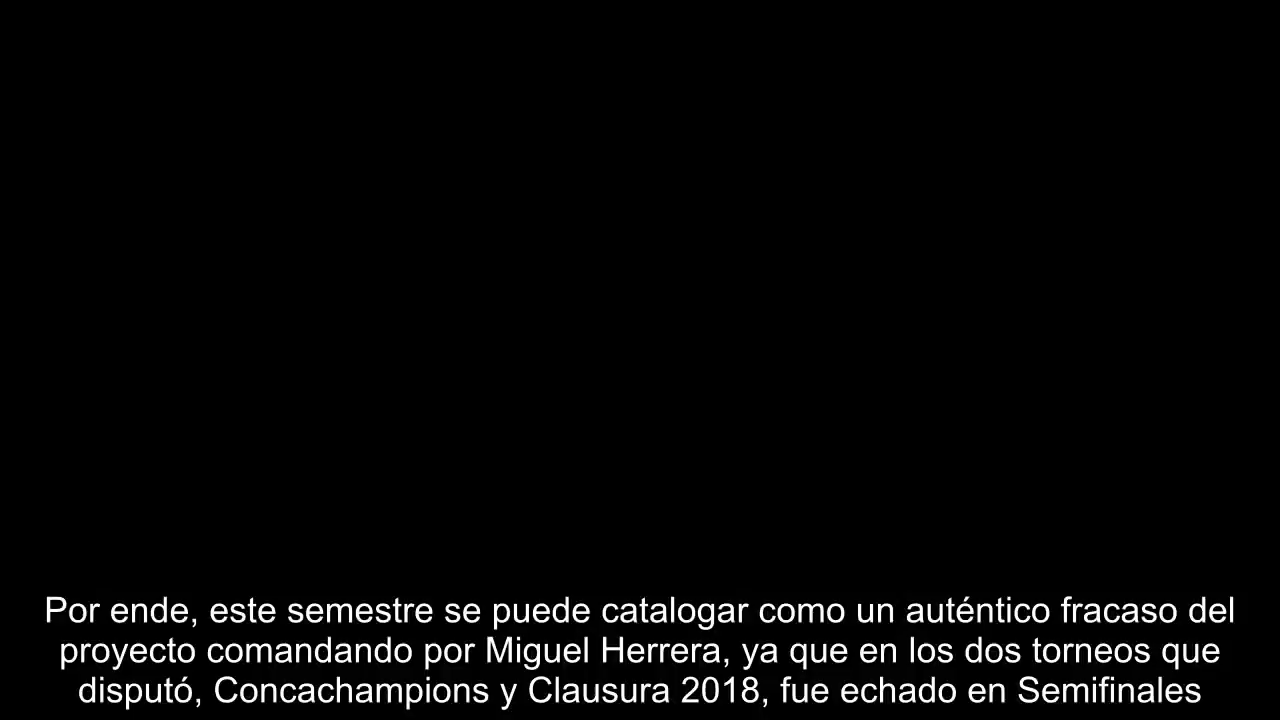 Por ende, este semestre se puede catalogar como un auténtico fracaso del
proyecto comandando por Miguel Herrera, ya que en los dos torneos que
disputó, Concachampions y Clausura 2018, fue echado en Semifinales